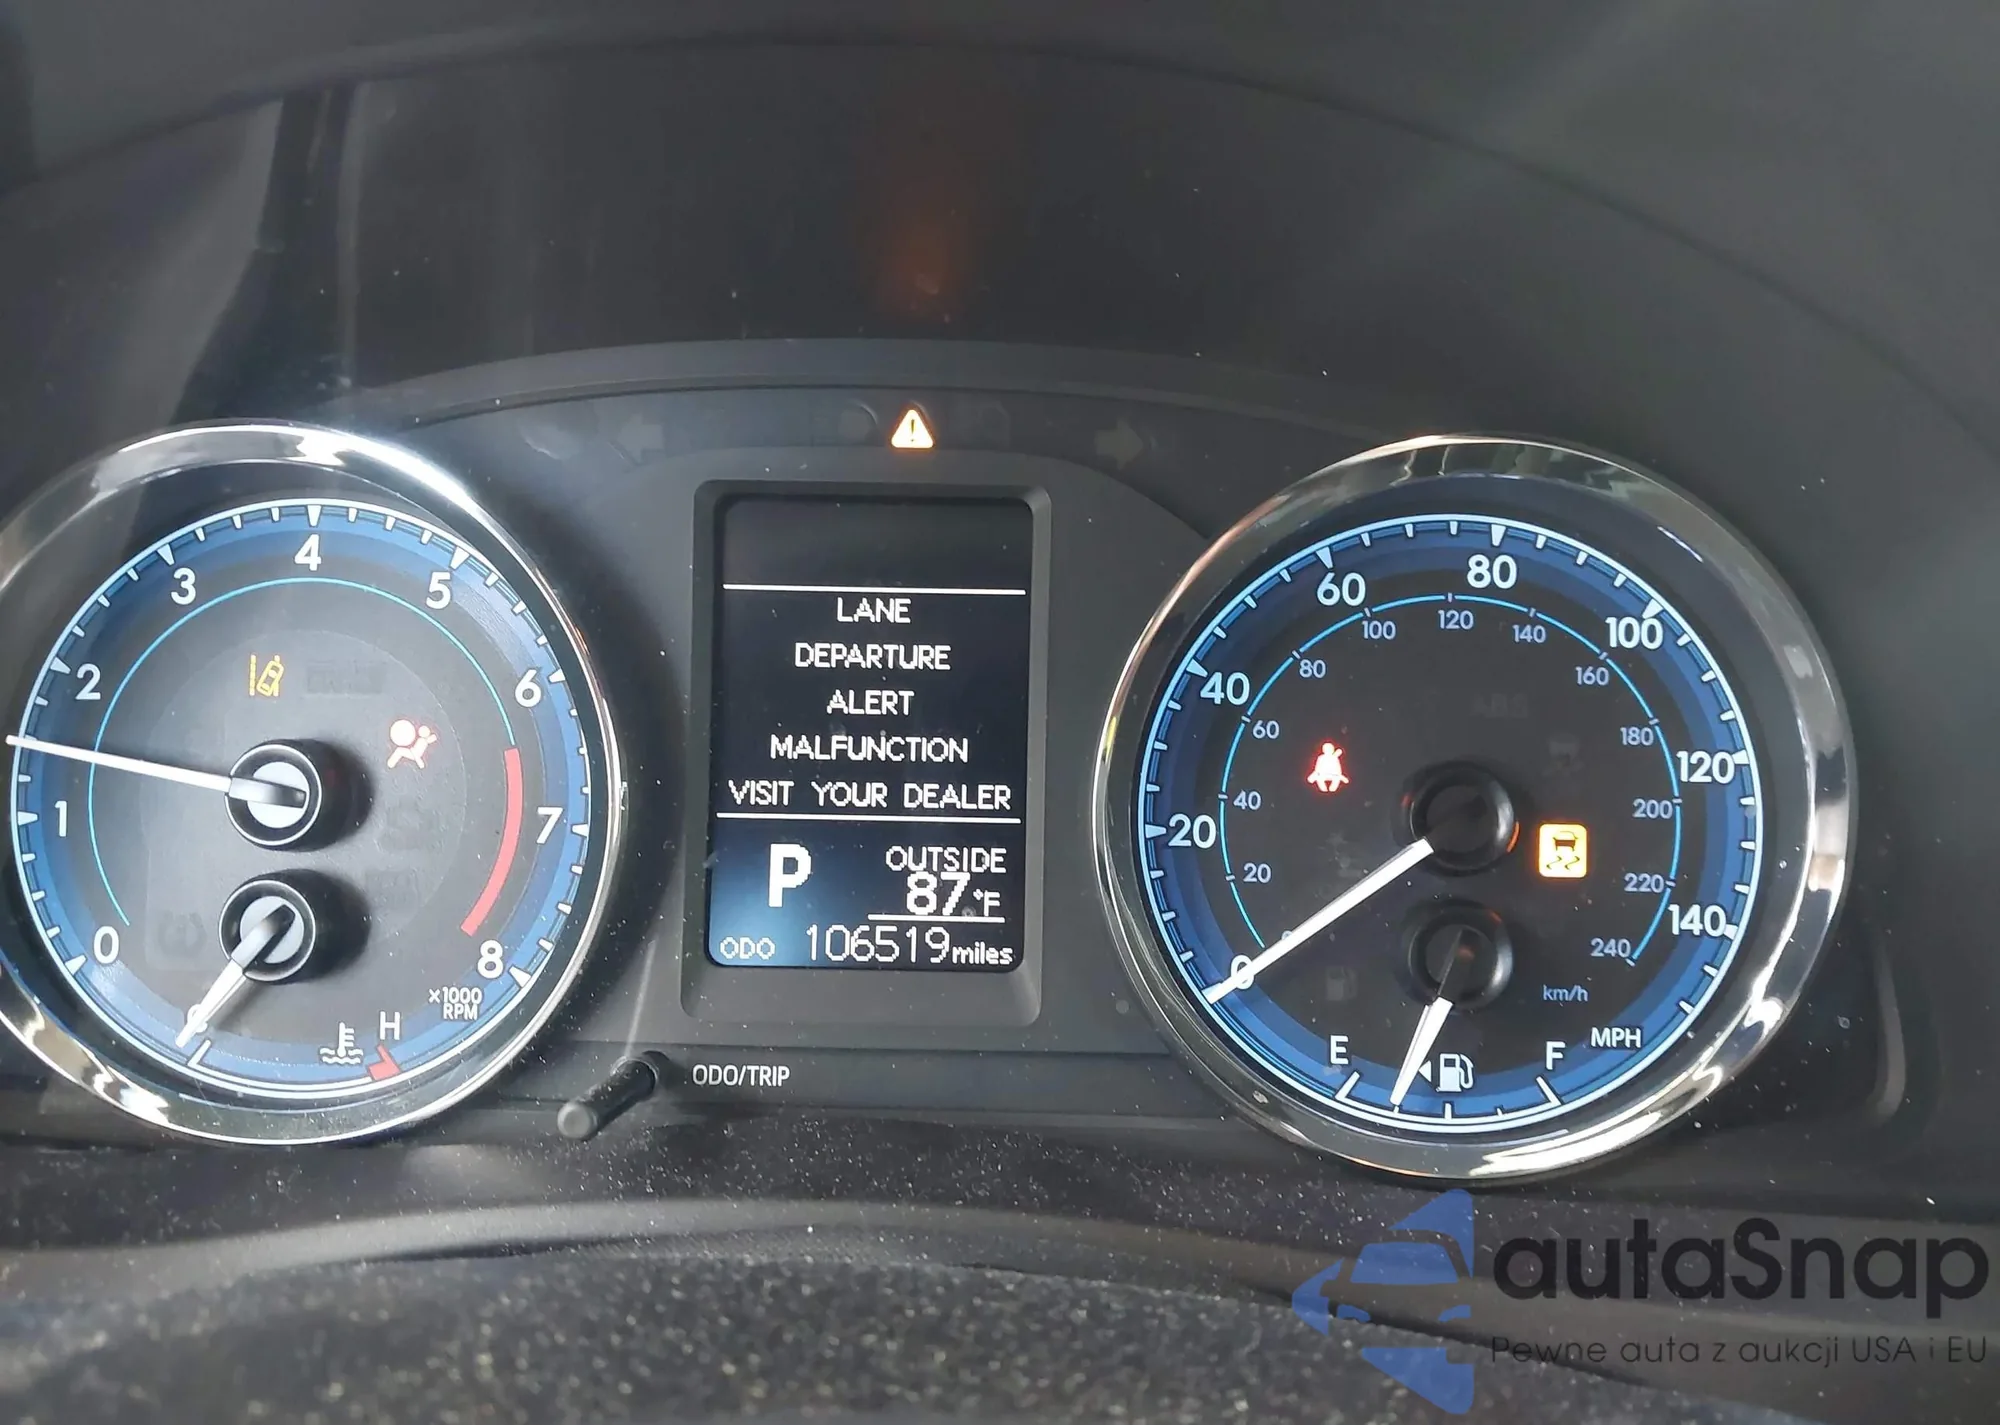 0
1
2
3
4
5
6
7
8
×1000
RPM
C
H
LANE
DEPARTURE
ALERT
MALFUNCTION
VISIT YOUR DEALER
P
OUTSIDE
87°F
ODO 106519 miles
ODO/TRIP
0
20
40
60
80
100
120
140
MPH
0
20
40
60
80
100
120
140
160
180
200
220
240
km/h
E
F
autaSnap
Pewne auta z aukcji USA i EU